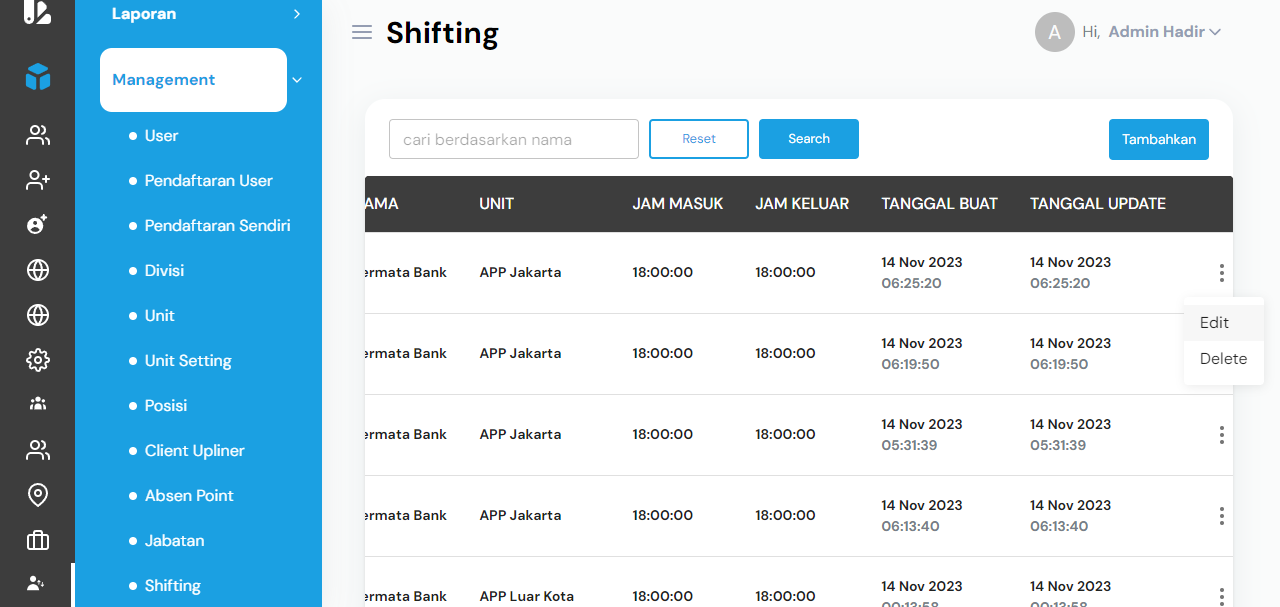 Laporan
Management
User
Pendaftaran User
Pendaftaran Sendiri
Divisi
Unit
Unit Setting
Posisi
Client Upliner
Absen Point
Jabatan
Shifting
Shifting
A Hi, Admin Hadir
cari berdasarkan nama Reset Search Tambahkan
AMA UNIT JAM MASUK JAM KELUAR TANGGAL BUAT TANGGAL UPDATE
ermata Bank APP Jakarta 18:00:00 18:00:00 14 Nov 2023 14 Nov 2023
06:25:20 06:25:20
Edit
Delete
ermata Bank APP Jakarta 18:00:00 18:00:00 14 Nov 2023 14 Nov 2023
06:19:50 06:19:50
ermata Bank APP Jakarta 18:00:00 18:00:00 14 Nov 2023 14 Nov 2023
05:31:39 05:31:39
ermata Bank APP Jakarta 18:00:00 18:00:00 14 Nov 2023 14 Nov 2023
06:13:40 06:13:40
ermata Bank APP Luar Kota 18:00:00 18:00:00 14 Nov 2023 14 Nov 2023
00:13:58 00:13:58